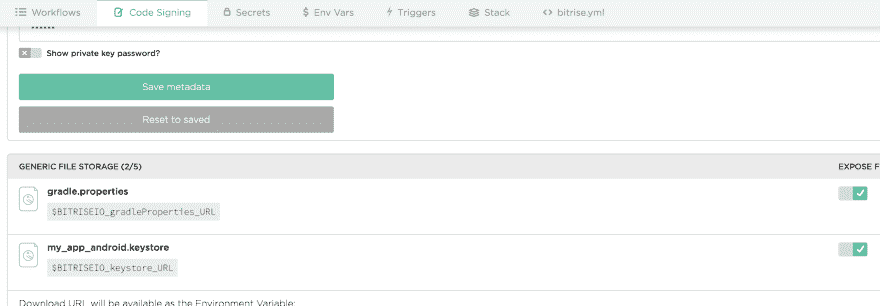 Workflows Code Signing Secrets $ Env Vars Triggers Stack <> bitrise.yml
Show private key password?
Save metadata
Reset to saved
GENERIC FILE STORAGE (2/5) EXPOSE F
gradle.properties
$BITRISEIO_gradleProperties_URL
my_app_android.keystore
$BITRISEIO_keystore_URL
Download URL will be available as the Environment Variable: